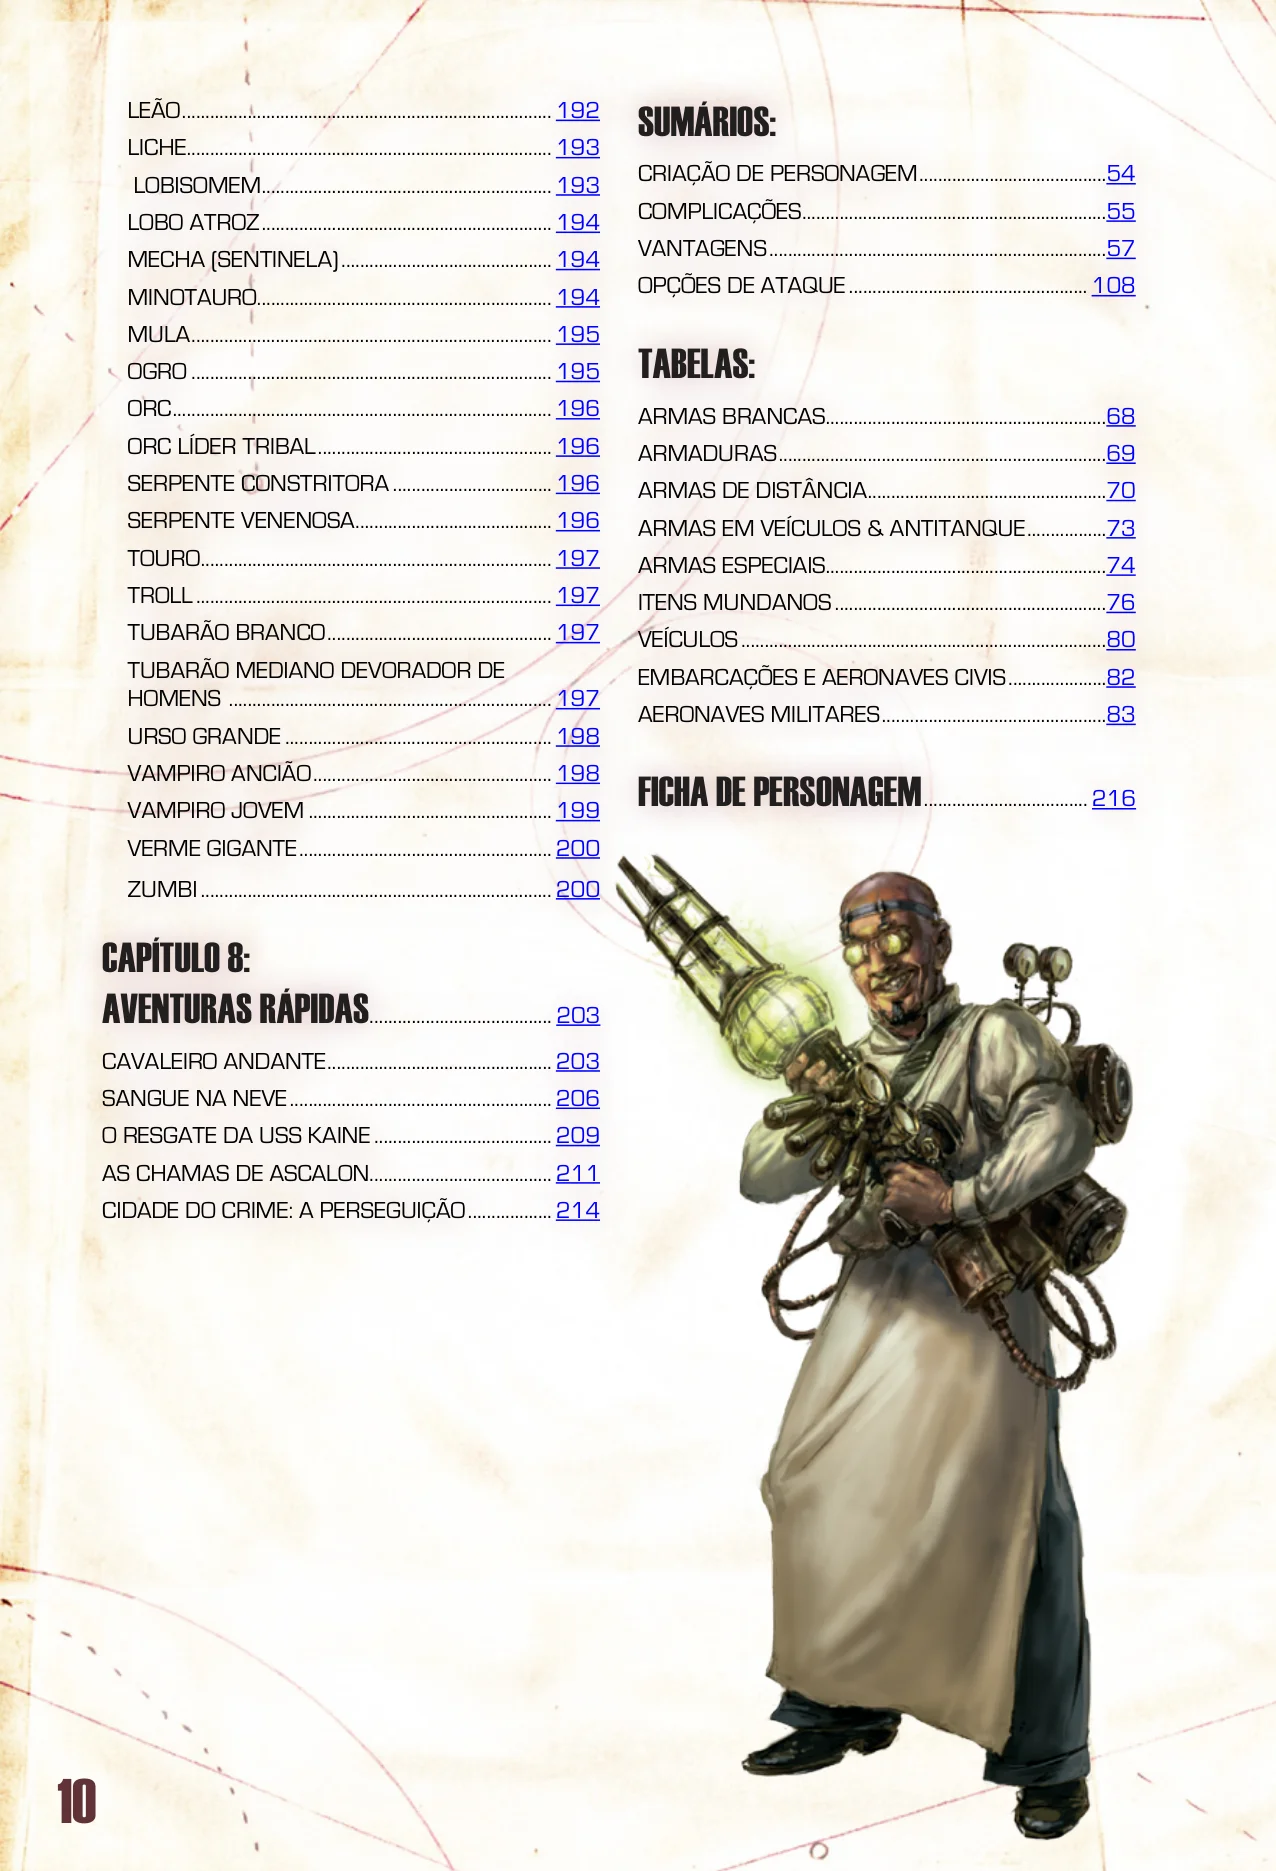 LEÃO.......... 192
LICHE.......... 193
LOBISOMEM.......... 193
LOBO ATROZ.......... 194
MECHA (SENTINELA).......... 194
MINOTAURO.......... 194
MULA.......... 195
OGRO .......... 195
ORC.......... 196
ORC LÍDER TRIBAL.......... 196
SERPENTE CONSTRITORA .......... 196
SERPENTE VENENOSA.......... 196
TOURO.......... 197
TROLL .......... 197
TUBARÃO BRANCO.......... 197
TUBARÃO MEDIANO DEVORADOR DE
HOMENS .......... 197
URSO GRANDE .......... 198
VAMPIRO ANCIÃO.......... 198
VAMPIRO JOVEM .......... 199
VERME GIGANTE.......... 200
ZUMBI .......... 200
CAPÍTULO 8:
AVENTURAS RÁPIDAS.......... 203
CAVALEIRO ANDANTE.......... 203
SANGUE NA NEVE.......... 206
O RESGATE DA USS KAINE .......... 209
AS CHAMAS DE ASCALON.......... 211
CIDADE DO CRIME: A PERSEGUIÇÃO.......... 214
SUMÁRIOS:
CRIAÇÃO DE PERSONAGEM..........54
COMPLICAÇÕES..........55
VANTAGENS..........57
OPÇÕES DE ATAQUE .......... 108
TABELAS:
ARMAS BRANCAS..........68
ARMADURAS..........69
ARMAS DE DISTÂNCIA..........70
ARMAS EM VEÍCULOS & ANTITANQUE..........73
ARMAS ESPECIAIS..........74
ITENS MUNDANOS ..........76
VEÍCULOS ..........80
EMBARCAÇÕES E AERONAVES CIVIS..........82
AERONAVES MILITARES..........83
FICHA DE PERSONAGEM.......... 216
10